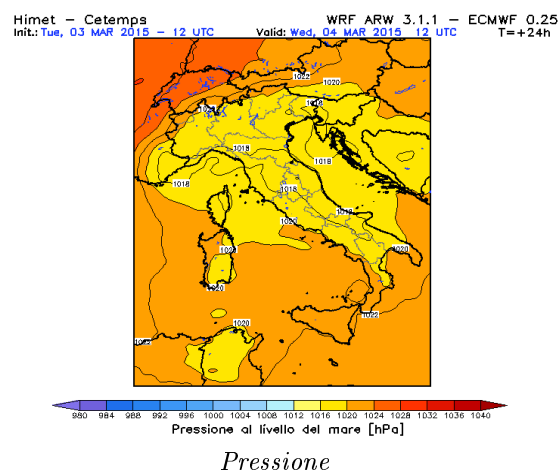 Himet – Cetemps WRF ARW 3.1.1 – ECMWF 0.25
Init.: Tue, 03 MAR 2015 – 12 UTC Valid: Wed, 04 MAR 2015 12 UTC T=+24h
1022
1020
1018
1018
1018
1018
1018
1020
1018
1020
1020
1022
1020
980 984 988 992 996 1000 1004 1008 1012 1016 1020 1024 1028 1032 1036 1040
Pressione al livello del mare [hPa]
Pressione